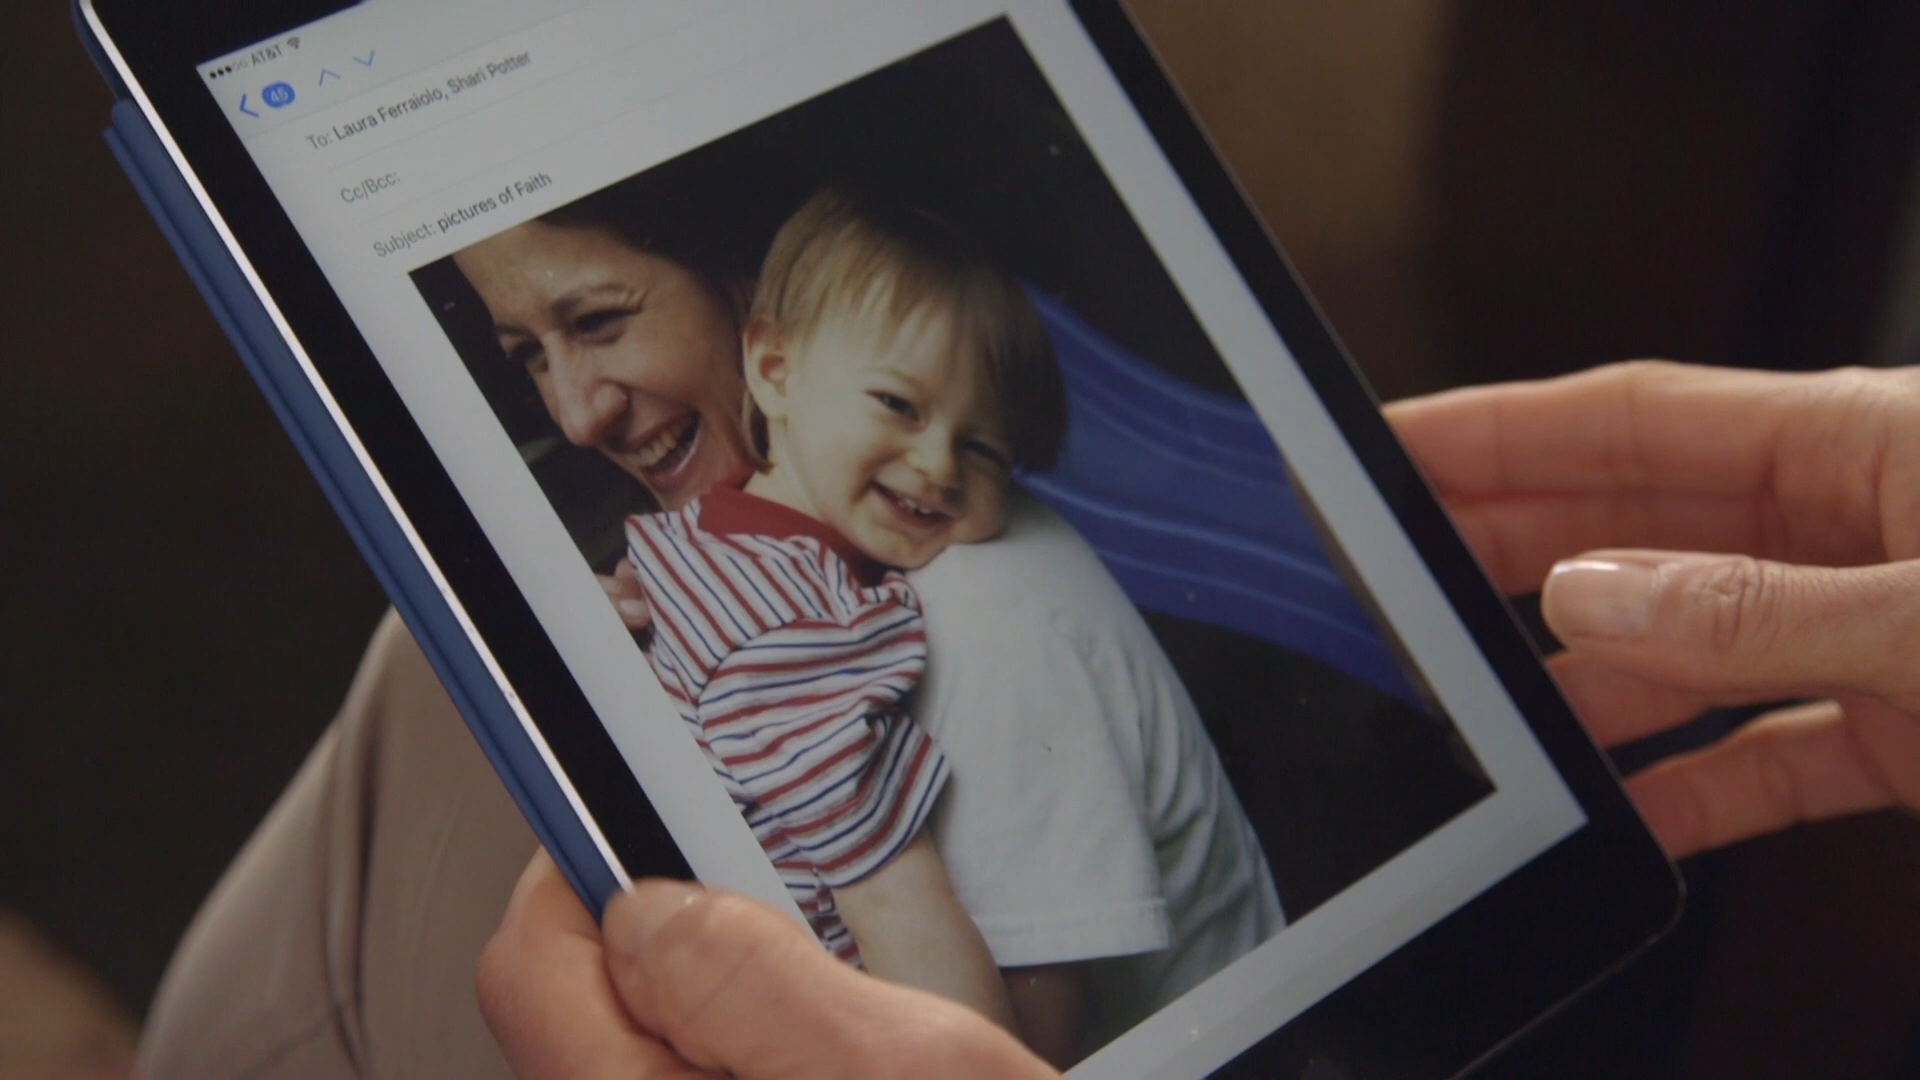 AT&T
45
To: Laura Ferraiolo, Shari Potter
Cc/Bcc:
Subject: pictures of Faith